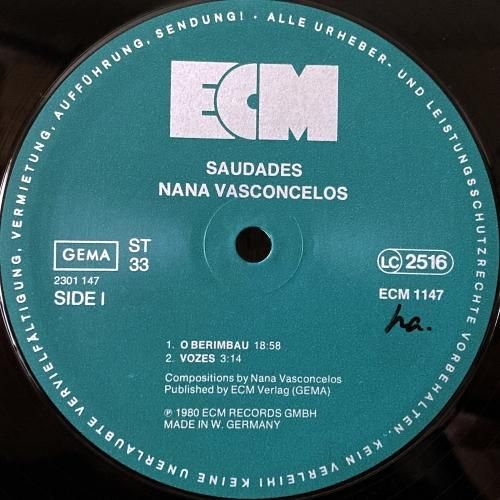 ALLE URHEBER- UND LEISTUNGSSCHUTZRECHTE VORBEHALTEN. KEIN VERLEIH! KEINE UNERLAUBTE VERVIELFÄLTIGUNG, VERMIETUNG, AUFFÜHRUNG, SENDUNG! ·
ECM
SAUDADES
NANA VASCONCELOS
GEMA ST 33
LC 2516
2301 147
SIDE I
ECM 1147
ha.
1. O BERIMBAU 18:58
2. VOZES 3:14
Compositions by Nana Vasconcelos
Published by ECM Verlag (GEMA)
℗ 1980 ECM RECORDS GMBH
MADE IN W. GERMANY